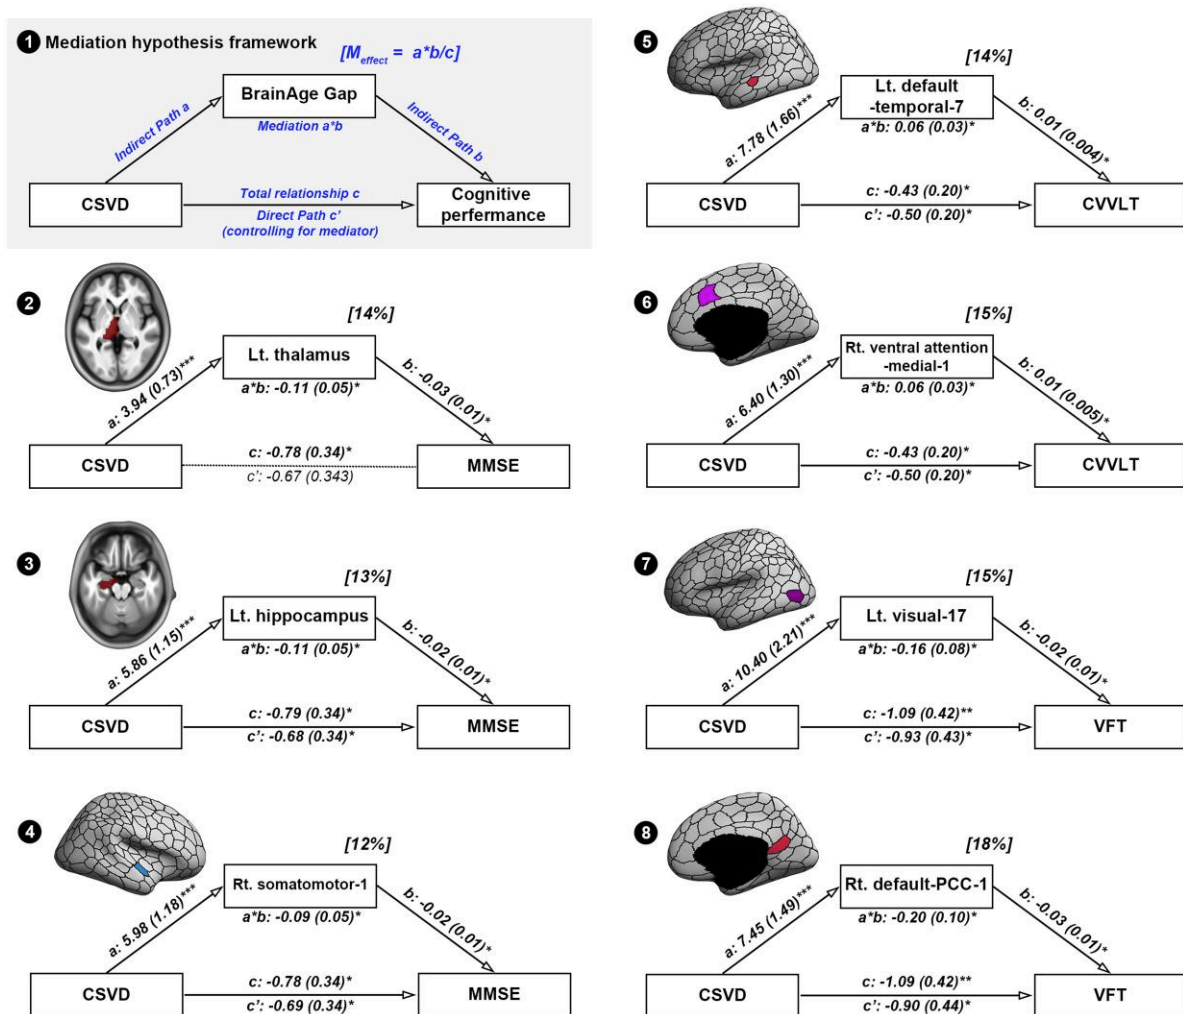 1 Mediation hypothesis framework
[M_effect = a*b/c]
BrainAge Gap
Mediation a*b
Indirect Path a
Indirect Path b
CSVD
Total relationship c
Direct Path c'
(controlling for mediator)
Cognitive
perfermance
2
[14%]
Lt. thalamus
a*b: -0.11 (0.05)*
a: 3.94 (0.73)***
b: -0.03 (0.01)*
CSVD
c: -0.78 (0.34)*
c': -0.67 (0.343)
MMSE
3
[13%]
Lt. hippocampus
a*b: -0.11 (0.05)*
a: 5.86 (1.15)***
b: -0.02 (0.01)*
CSVD
c: -0.79 (0.34)*
c': -0.68 (0.34)*
MMSE
4
[12%]
Rt. somatomotor-1
a*b: -0.09 (0.05)*
a: 5.98 (1.18)***
b: -0.02 (0.01)*
CSVD
c: -0.78 (0.34)*
c': -0.69 (0.34)*
MMSE
5
[14%]
Lt. default
-temporal-7
a*b: 0.06 (0.03)*
a: 7.78 (1.66)***
b: 0.01 (0.004)*
CSVD
c: -0.43 (0.20)*
c': -0.50 (0.20)*
CVVLT
6
[15%]
Rt. ventral attention
-medial-1
a*b: 0.06 (0.03)*
a: 6.40 (1.30)***
b: 0.01 (0.005)*
CSVD
c: -0.43 (0.20)*
c': -0.50 (0.20)*
CVVLT
7
[15%]
Lt. visual-17
a*b: -0.16 (0.08)*
a: 10.40 (2.21)***
b: -0.02 (0.01)*
CSVD
c: -1.09 (0.42)**
c': -0.93 (0.43)*
VFT
8
[18%]
Rt. default-PCC-1
a*b: -0.20 (0.10)*
a: 7.45 (1.49)***
b: -0.03 (0.01)*
CSVD
c: -1.09 (0.42)**
c': -0.90 (0.44)*
VFT